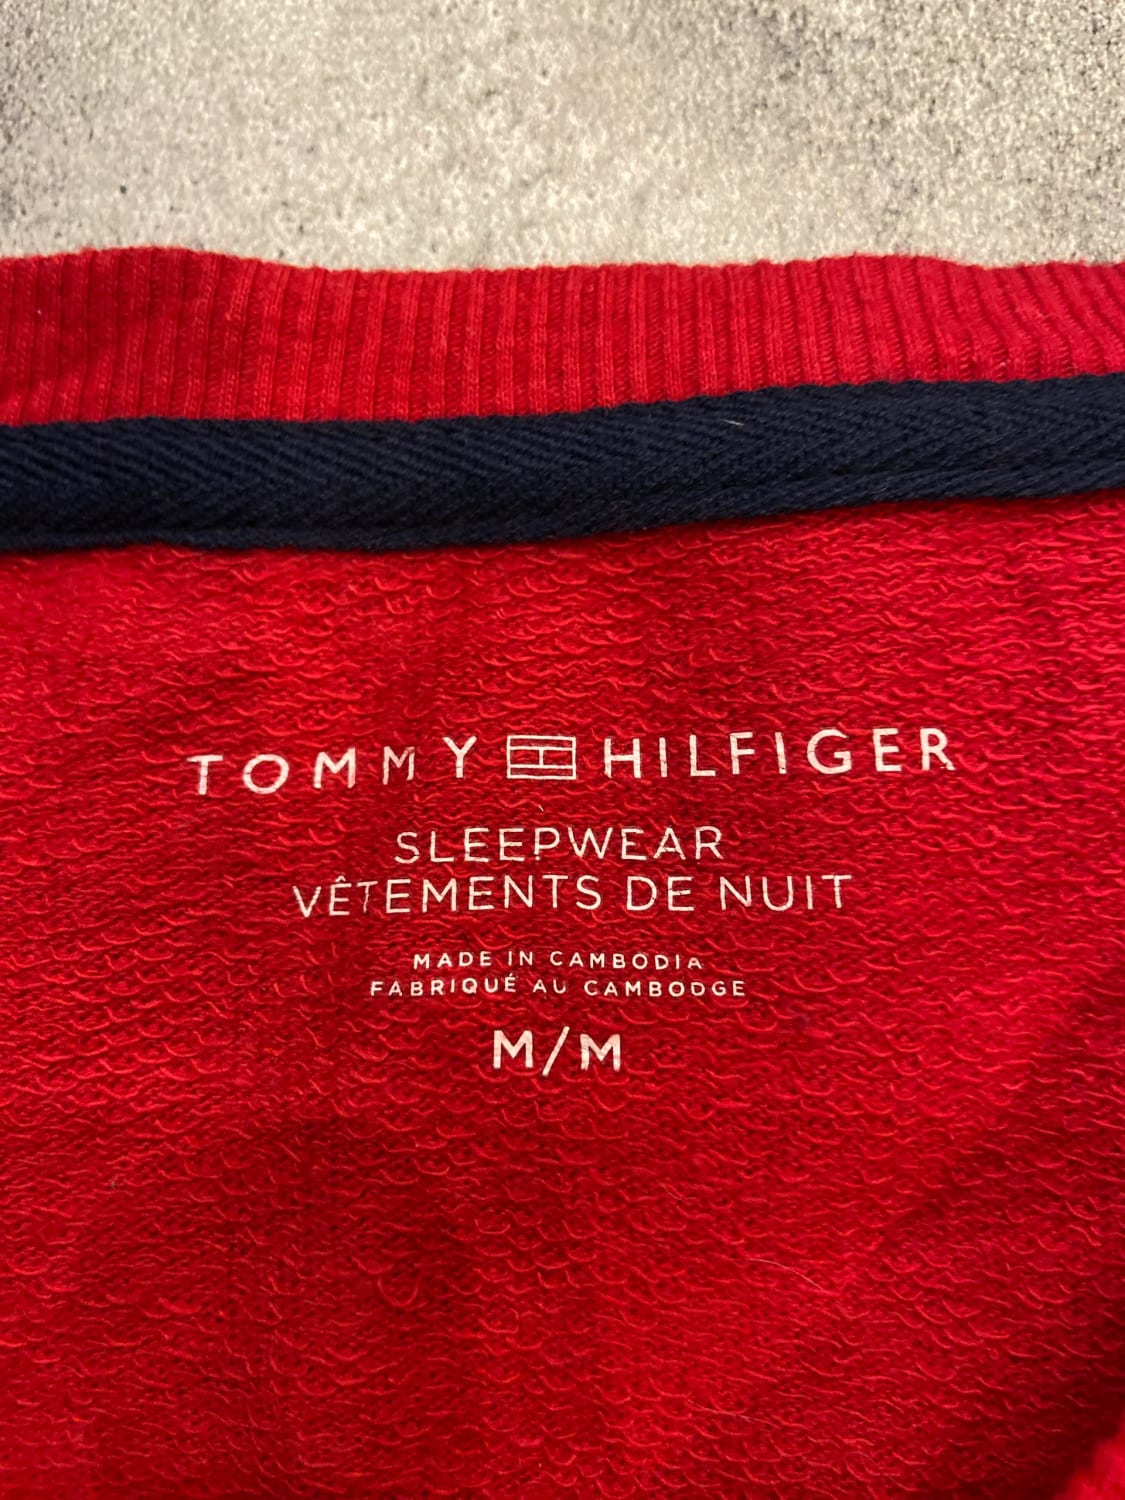 TOMMY HILFIGER
SLEEPWEAR
VÊTEMENTS DE NUIT
MADE IN CAMBODIA
FABRIQUÉ AU CAMBODGE
M/M